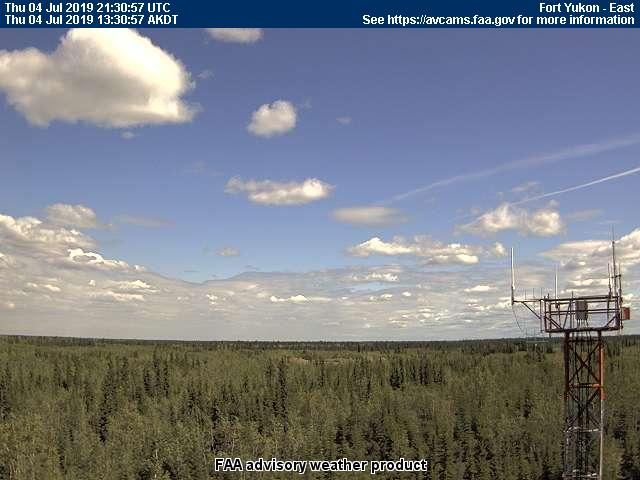 Thu 04 Jul 2019 21:30:57 UTC Fort Yukon - East
Thu 04 Jul 2019 13:30:57 AKDT See https://avcams.faa.gov for more information
FAA advisory weather product